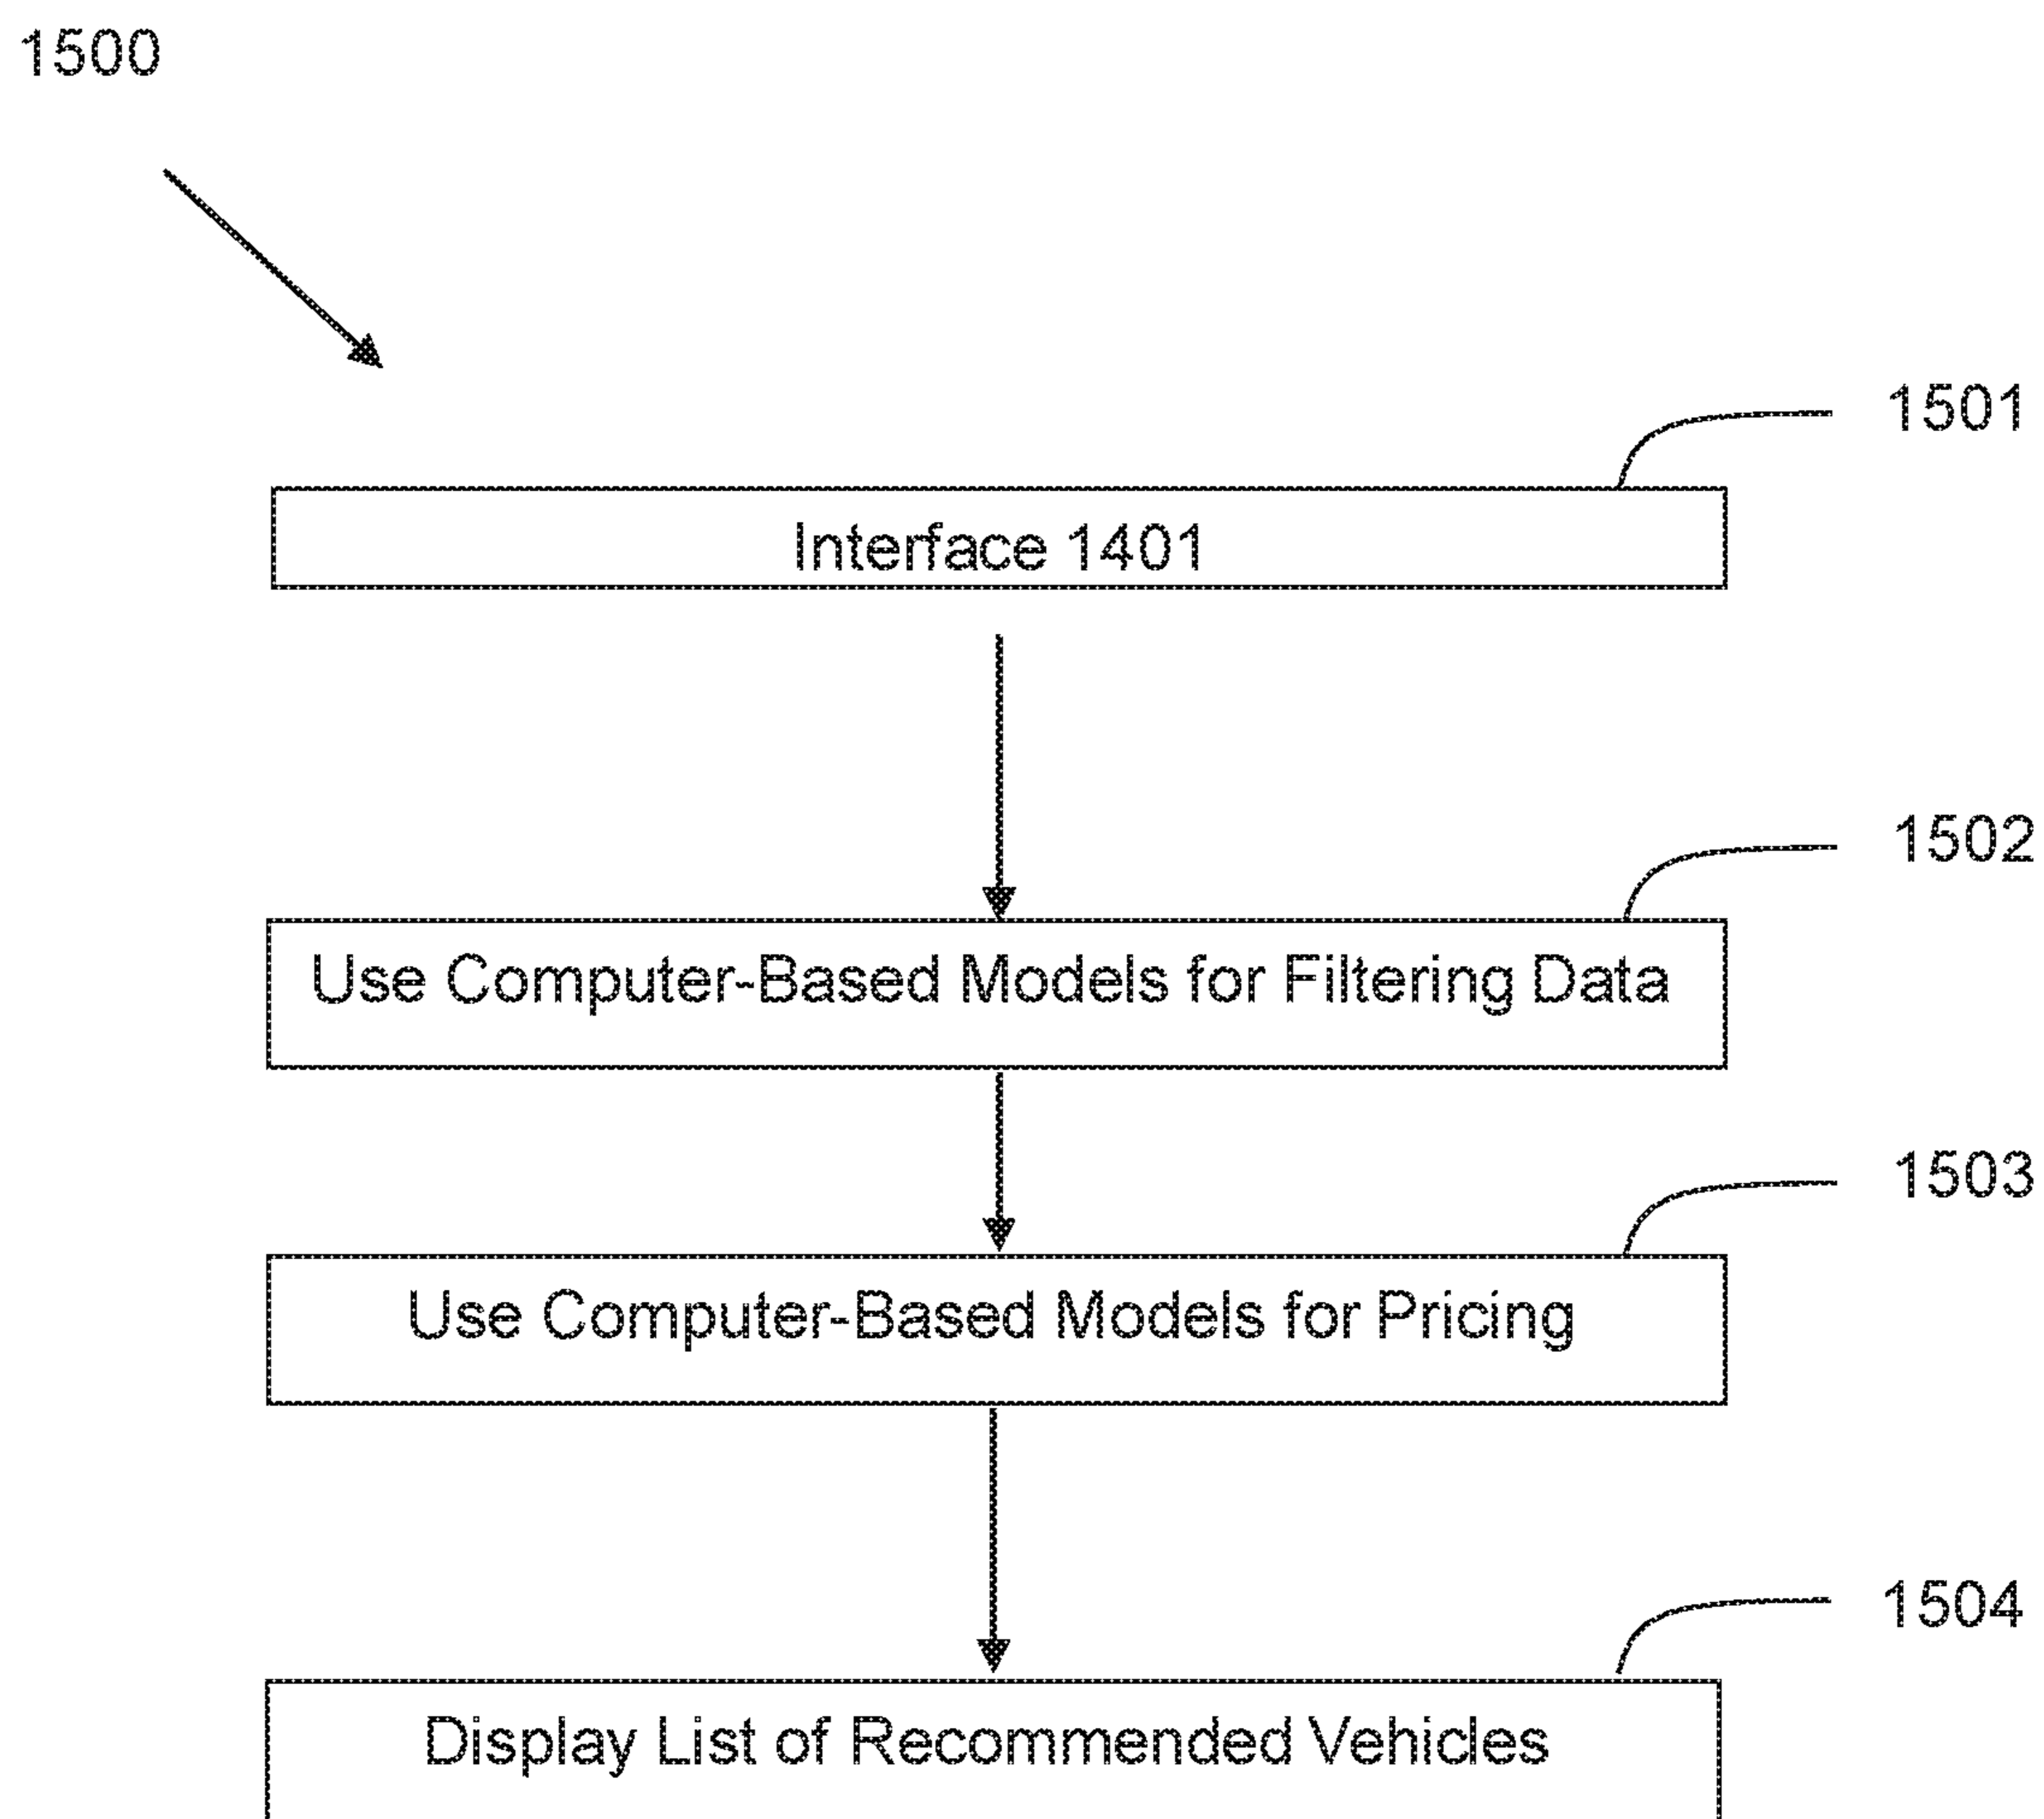 1500
1501
Interface 1401
1502
Use Computer-Based Models for Filtering Data
1503
Use Computer-Based Models for Pricing
1504
Display List of Recommended Vehicles